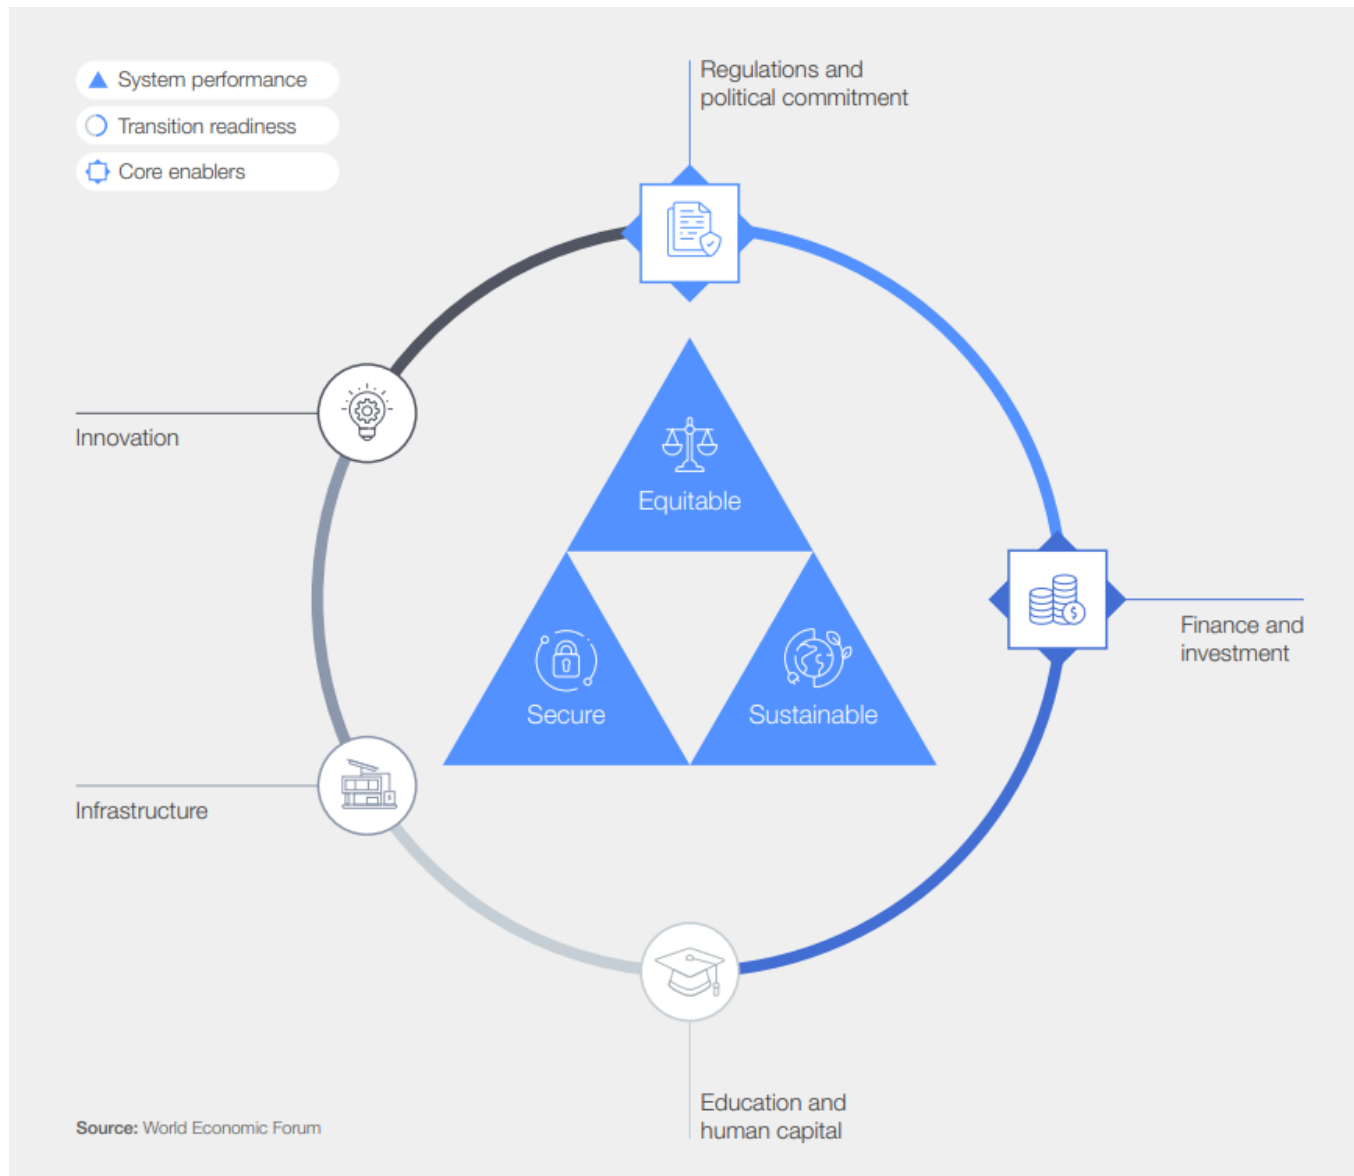 System performance
Transition readiness
Core enablers
Regulations and
political commitment
Innovation
Equitable
Finance and
investment
Secure
Sustainable
Infrastructure
Education and
human capital
Source: World Economic Forum